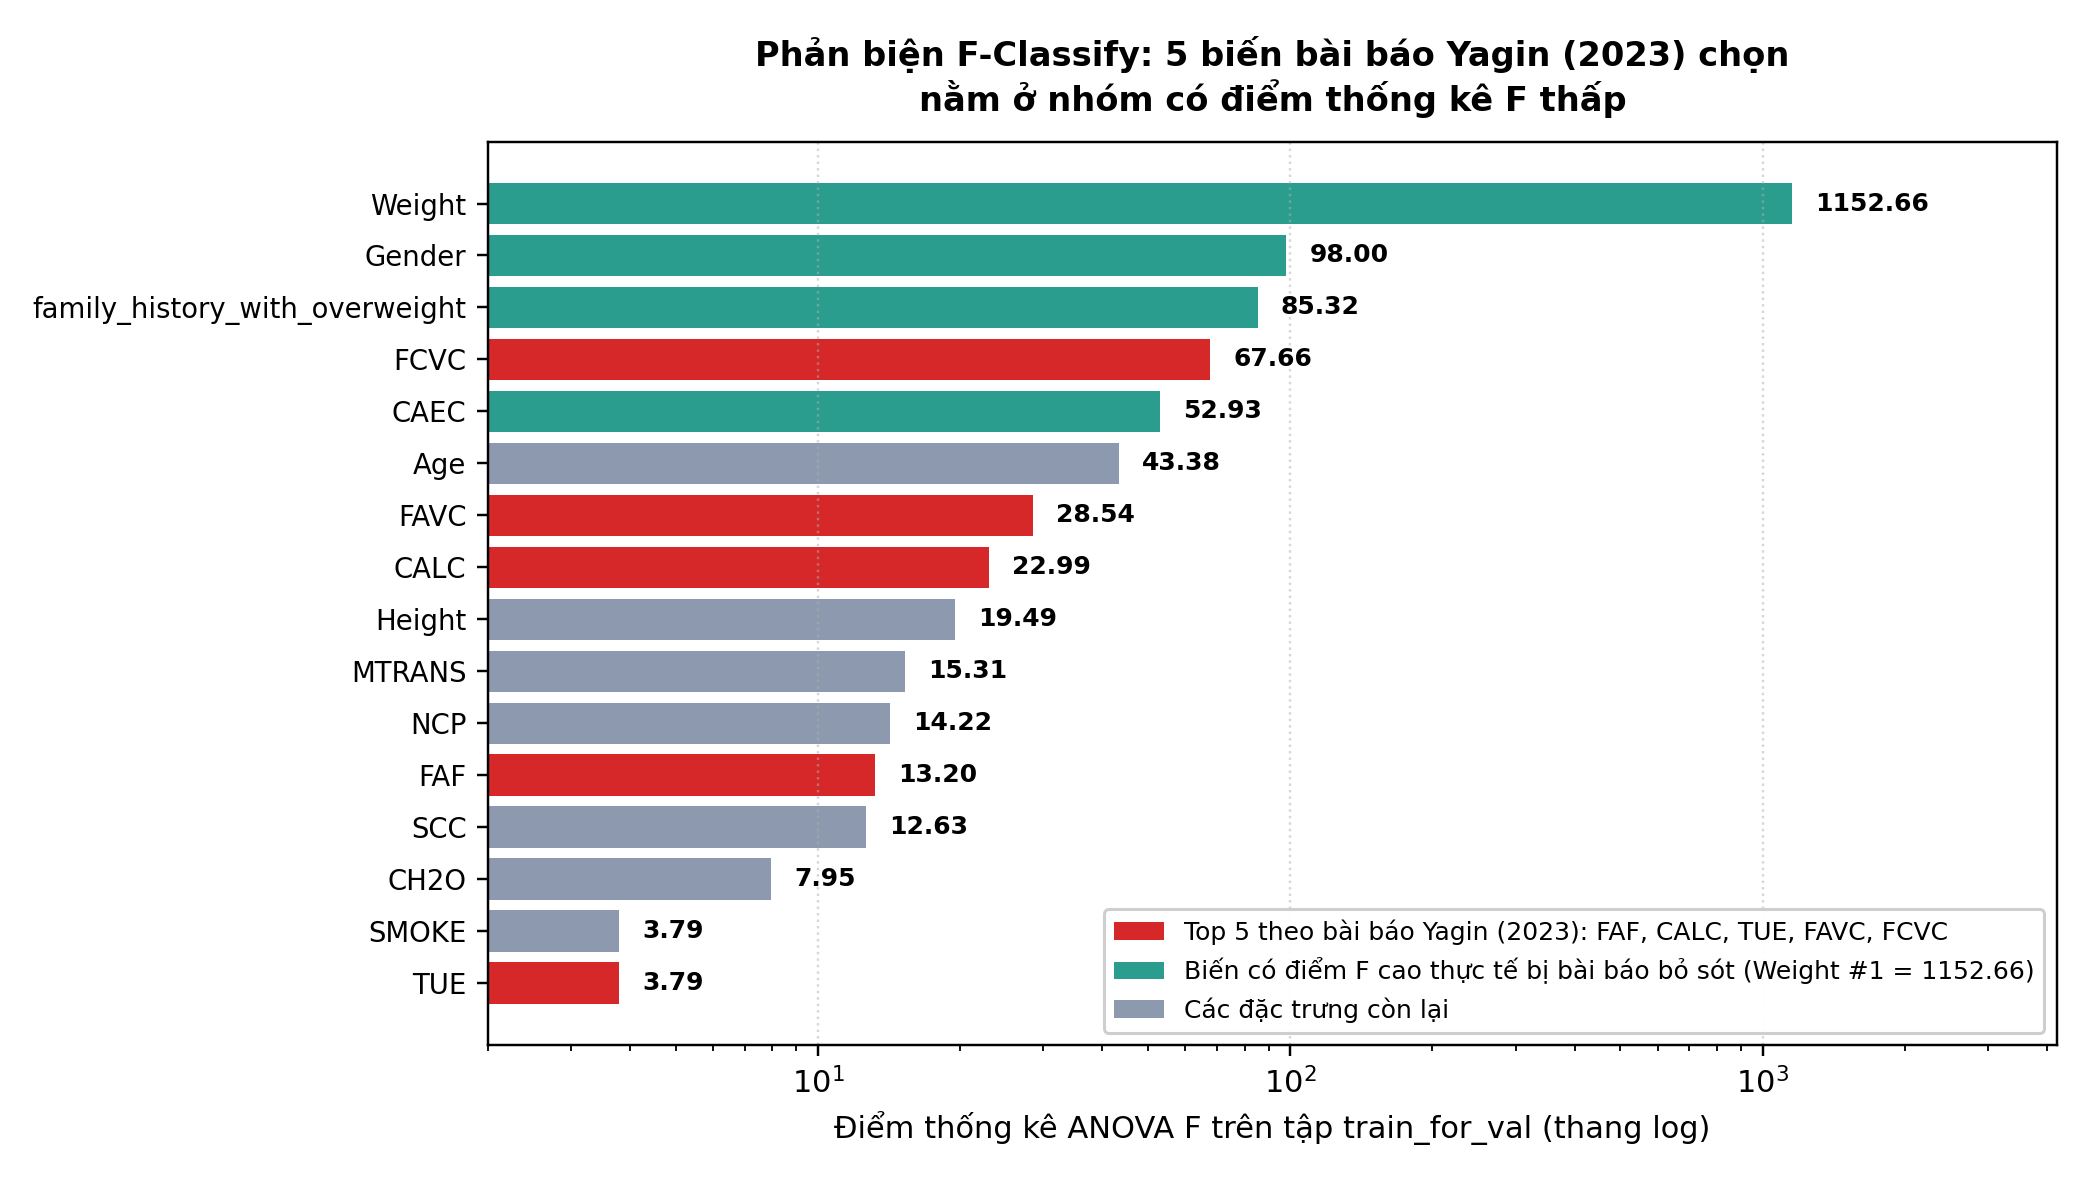 Phản biện F-Classify: 5 biến bài báo Yagin (2023) chọn
nằm ở nhóm có điểm thống kê F thấp
Weight 1152.66
Gender 98.00
family_history_with_overweight 85.32
FCVC 67.66
CAEC 52.93
Age 43.38
FAVC 28.54
CALC 22.99
Height 19.49
MTRANS 15.31
NCP 14.22
FAF 13.20
SCC 12.63
CH2O 7.95
SMOKE 3.79
TUE 3.79
Top 5 theo bài báo Yagin (2023): FAF, CALC, TUE, FAVC, FCVC
Biến có điểm F cao thực tế bị bài báo bỏ sót (Weight #1 = 1152.66)
Các đặc trưng còn lại
10¹ 10² 10³
Điểm thống kê ANOVA F trên tập train_for_val (thang log)